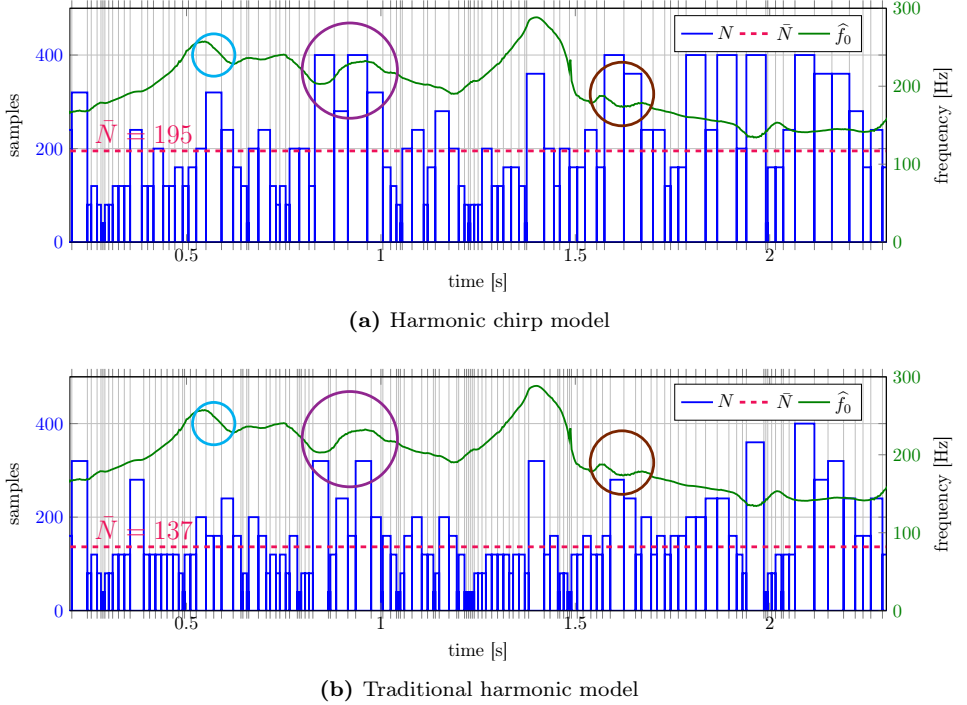 300
400
200
0
samples
N̄ = 195
N N̄ f̂₀
200
100
0
frequency [Hz]
0.5 1 1.5 2
time [s]
(a) Harmonic chirp model
300
400
200
0
samples
N̄ = 137
N N̄ f̂₀
200
100
0
frequency [Hz]
0.5 1 1.5 2
time [s]
(b) Traditional harmonic model